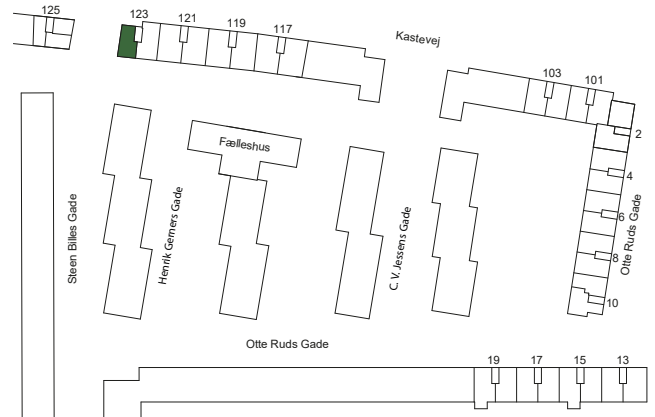 125
123
121
119
117
Kastevej
103
101
2
4
6
8
10
Fælleshus
Steen Billes Gade
Henrik Gerners Gade
C. V. Jessens Gade
Otte Ruds Gade
Otte Ruds Gade
19
17
15
13